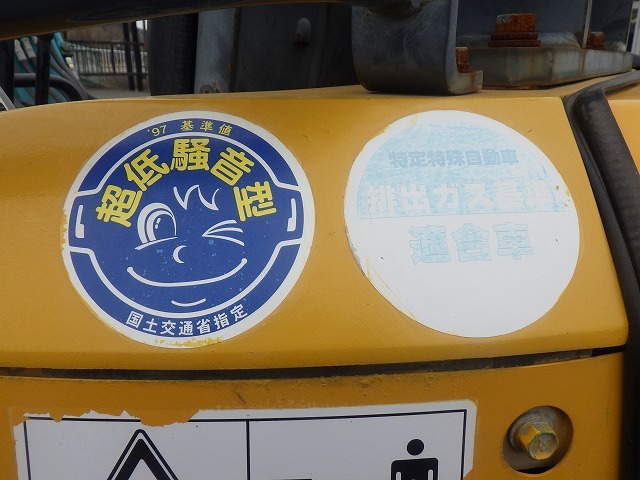 '97 基準値
超低騒音型
国土交通省指定
特定特殊自動車
排出ガス基準
適合車